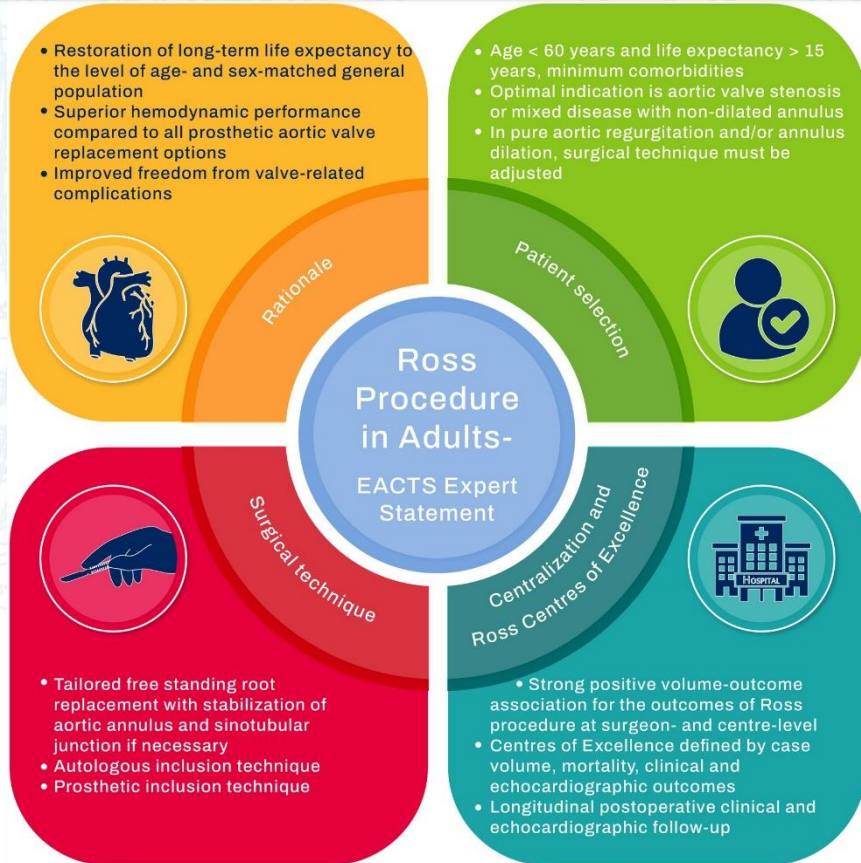 • Restoration of long-term life expectancy to
the level of age- and sex-matched general
population
• Superior hemodynamic performance
compared to all prosthetic aortic valve
replacement options
• Improved freedom from valve-related
complications
Rationale
• Age < 60 years and life expectancy > 15
years, minimum comorbidities
• Optimal indication is aortic valve stenosis
or mixed disease with non-dilated annulus
• In pure aortic regurgitation and/or annulus
dilation, surgical technique must be
adjusted
Patient selection
Ross
Procedure
in Adults-
EACTS Expert
Statement
Surgical technique
• Tailored free standing root
replacement with stabilization of
aortic annulus and sinotubular
junction if necessary
• Autologous inclusion technique
• Prosthetic inclusion technique
Centralization and
Ross Centres of Excellence
HOSPITAL
• Strong positive volume-outcome
association for the outcomes of Ross
procedure at surgeon- and centre-level
• Centres of Excellence defined by case
volume, mortality, clinical and
echocardiographic outcomes
• Longitudinal postoperative clinical and
echocardiographic follow-up